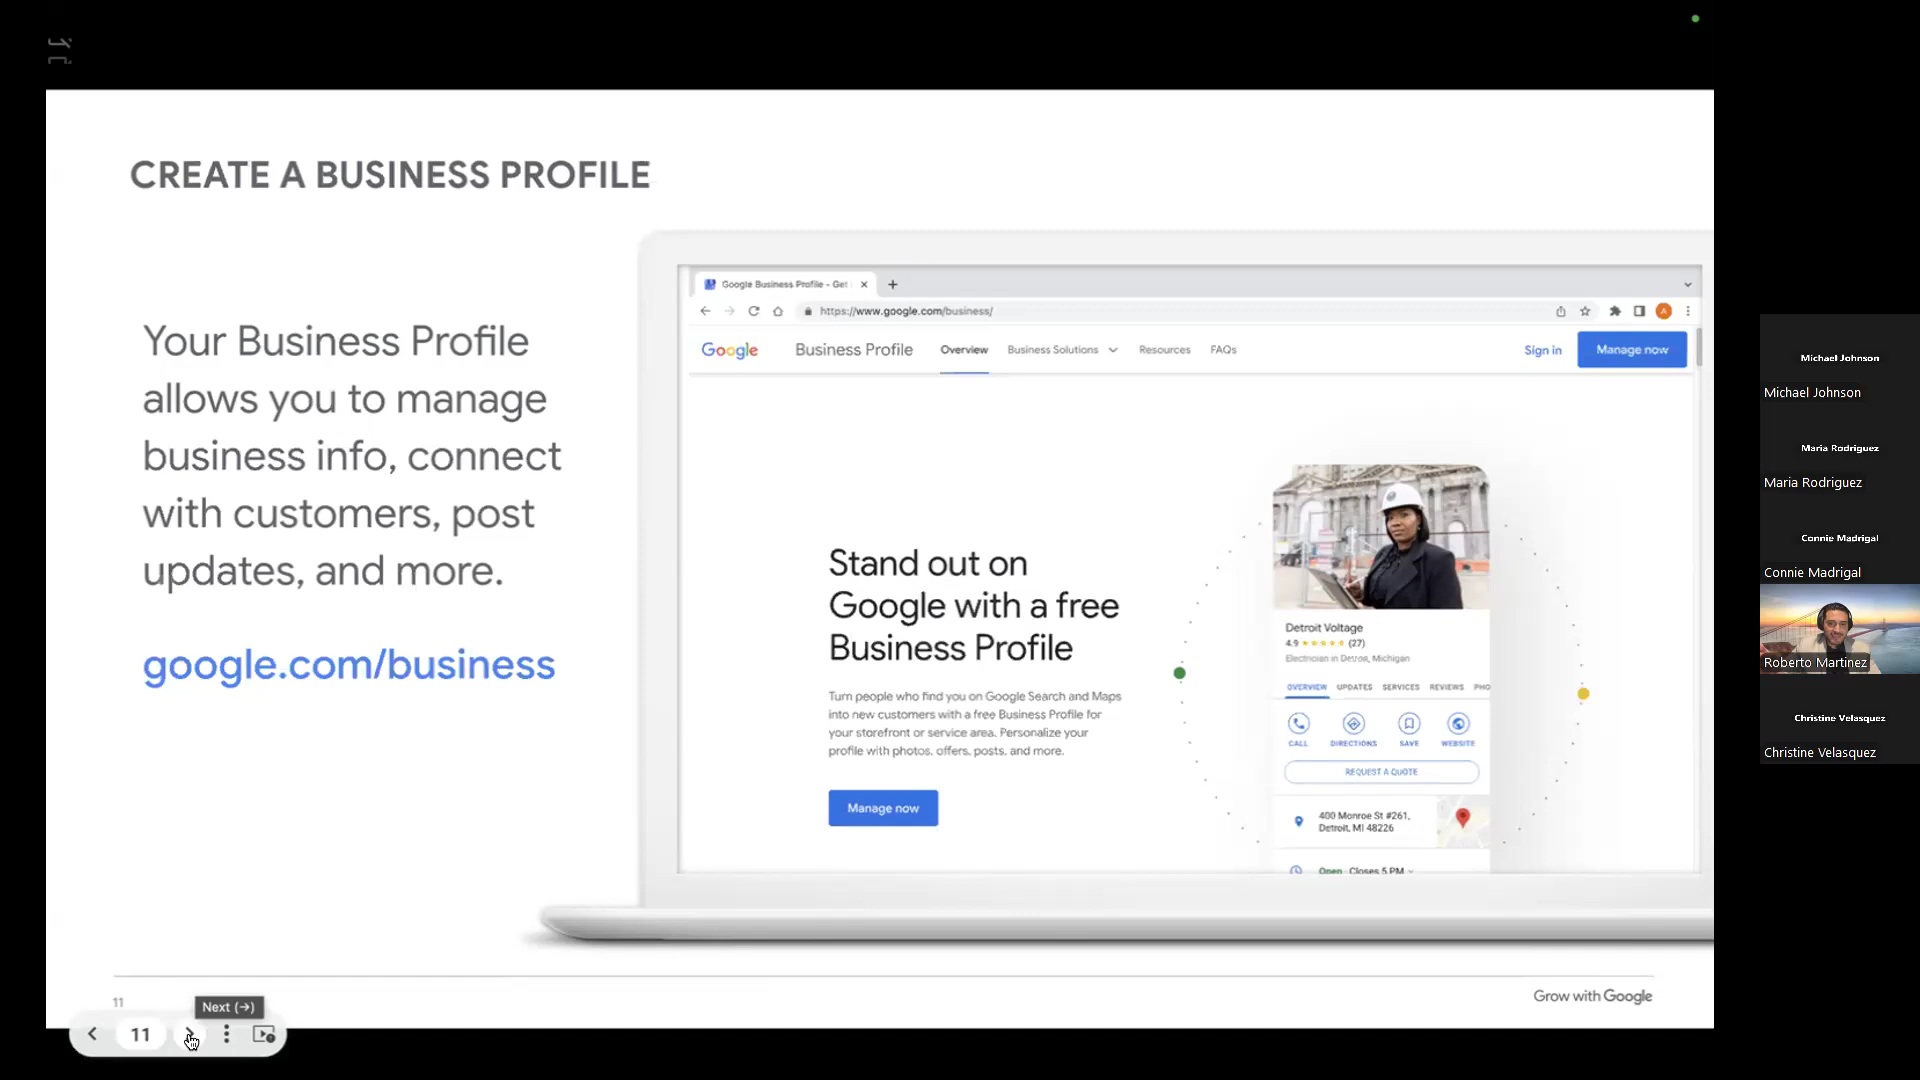 CREATE A BUSINESS PROFILE
Your Business Profile
allows you to manage
business info, connect
with customers, post
updates, and more.
google.com/business
Google Business Profile - Get
https://www.google.com/business/
A
Google Business Profile Overview Business Solutions Resources FAQs Sign in Manage now
Stand out on
Google with a free
Business Profile
Turn people who find you on Google Search and Maps
into new customers with a free Business Profile for
your storefront or service area. Personalize your
profile with photos, offers, posts, and more.
Manage now
Detroit Voltage
4.9 ★★★★★ (27)
Electrician in Detroit, Michigan
OVERVIEW UPDATES SERVICES REVIEWS PHO
CALL DIRECTIONS SAVE WEBSITE
REQUEST A QUOTE
400 Monroe St #261,
Detroit, MI 48226
Open · Closes 5 PM
11
Grow with Google
Next (→)
11
Michael Johnson
Michael Johnson
Maria Rodriguez
Maria Rodriguez
Connie Madrigal
Connie Madrigal
Roberto Martinez
Christine Velasquez
Christine Velasquez